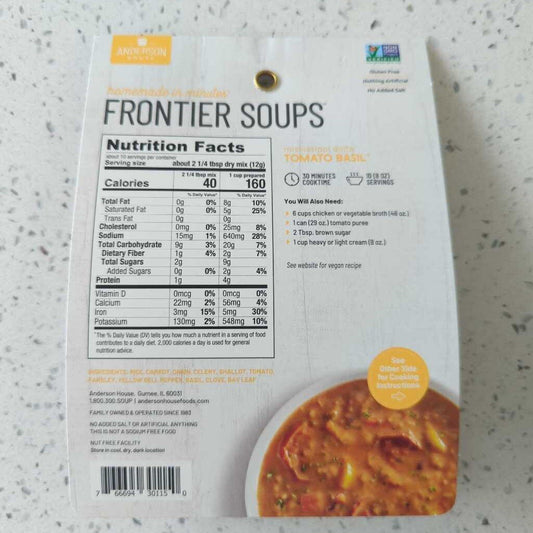 ANDERSON
HOUSE
homemade in minutes®
FRONTIER SOUPS™
VERIFIED
Gluten Free
Nothing Artificial
No Added Salt
Nutrition Facts
about 10 servings per container
Serving size about 2 1/4 tbsp dry mix (12g)
2 1/4 tbsp mix 1 cup prepared
Calories 40 160
% Daily Value* % Daily Value*
Total Fat 0g 0% 8g 10%
Saturated Fat 0g 0% 5g 25%
Trans Fat 0g 0g
Cholesterol 0mg 0% 25mg 8%
Sodium 15mg 1% 640mg 28%
Total Carbohydrate 9g 3% 20g 7%
Dietary Fiber 1g 4% 2g 7%
Total Sugars 2g 9g
Added Sugars 0g 0% 2g 4%
Protein 1g 4g
Vitamin D 0mcg 0% 0mcg 0%
Calcium 22mg 2% 56mg 4%
Iron 3mg 15% 5mg 30%
Potassium 130mg 2% 548mg 10%
*The % Daily Value (DV) tells you how much a nutrient in a serving of food
contributes to a daily diet. 2,000 calories a day is used for general
nutrition advice.
mississippi delta
TOMATO BASIL
30 MINUTES
COOKTIME
10 (8 OZ)
SERVINGS
You Will Also Need:
6 cups chicken or vegetable broth (48 oz.)
1 can (29 oz.) tomato puree
2 Tbsp. brown sugar
1 cup heavy or light cream (8 oz.)
See website for vegan recipe
INGREDIENTS: RICE, CARROT, ONION, CELERY, SHALLOT, TOMATO,
PARSLEY, YELLOW BELL PEPPER, BASIL, CLOVE, BAY LEAF
Anderson House, Gurnee, IL 60031
1.800.300.SOUP | andersonhousefoods.com
FAMILY OWNED & OPERATED SINCE 1983
NO ADDED SALT OR ARTIFICIAL ANYTHING
THIS IS NOT A SODIUM FREE FOOD
NUT FREE FACILITY
Store in cool, dry, dark location
See
Other Side
for Cooking
Instructions
7 66694 30115 0